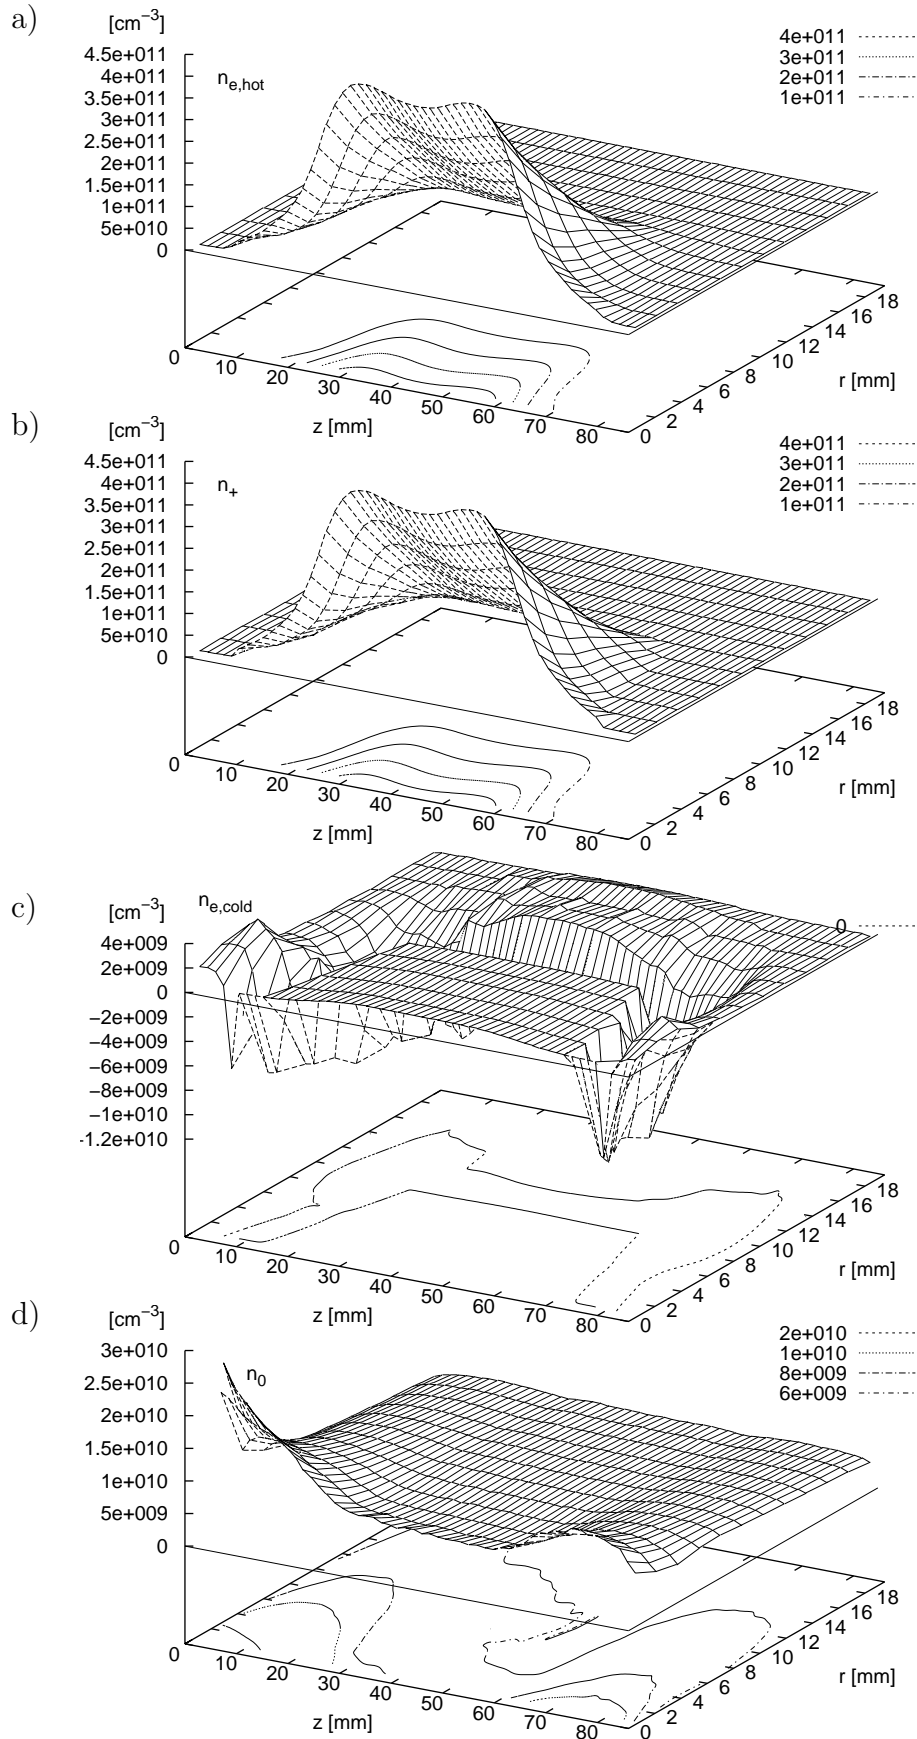 a)
[cm⁻³]
4.5e+011
4e+011
3.5e+011
3e+011
2.5e+011
2e+011
1.5e+011
1e+011
5e+010
0
n e,hot
4e+011
3e+011
2e+011
1e+011
0 10 20 30 40 50 60 70 80
z [mm]
0 2 4 6 8 10 12 14 16 18
r [mm]
b)
[cm⁻³]
4.5e+011
4e+011
3.5e+011
3e+011
2.5e+011
2e+011
1.5e+011
1e+011
5e+010
0
n₊
4e+011
3e+011
2e+011
1e+011
0 10 20 30 40 50 60 70 80
z [mm]
0 2 4 6 8 10 12 14 16 18
r [mm]
c)
[cm⁻³]
n e,cold
4e+009
2e+009
0
−2e+009
−4e+009
−6e+009
−8e+009
−1e+010
-1.2e+010
0
0 10 20 30 40 50 60 70 80
z [mm]
0 2 4 6 8 10 12 14 16 18
r [mm]
d)
[cm⁻³]
3e+010
2.5e+010
2e+010
1.5e+010
1e+010
5e+009
0
n₀
2e+010
1e+010
8e+009
6e+009
0 10 20 30 40 50 60 70 80
z [mm]
0 2 4 6 8 10 12 14 16 18
r [mm]